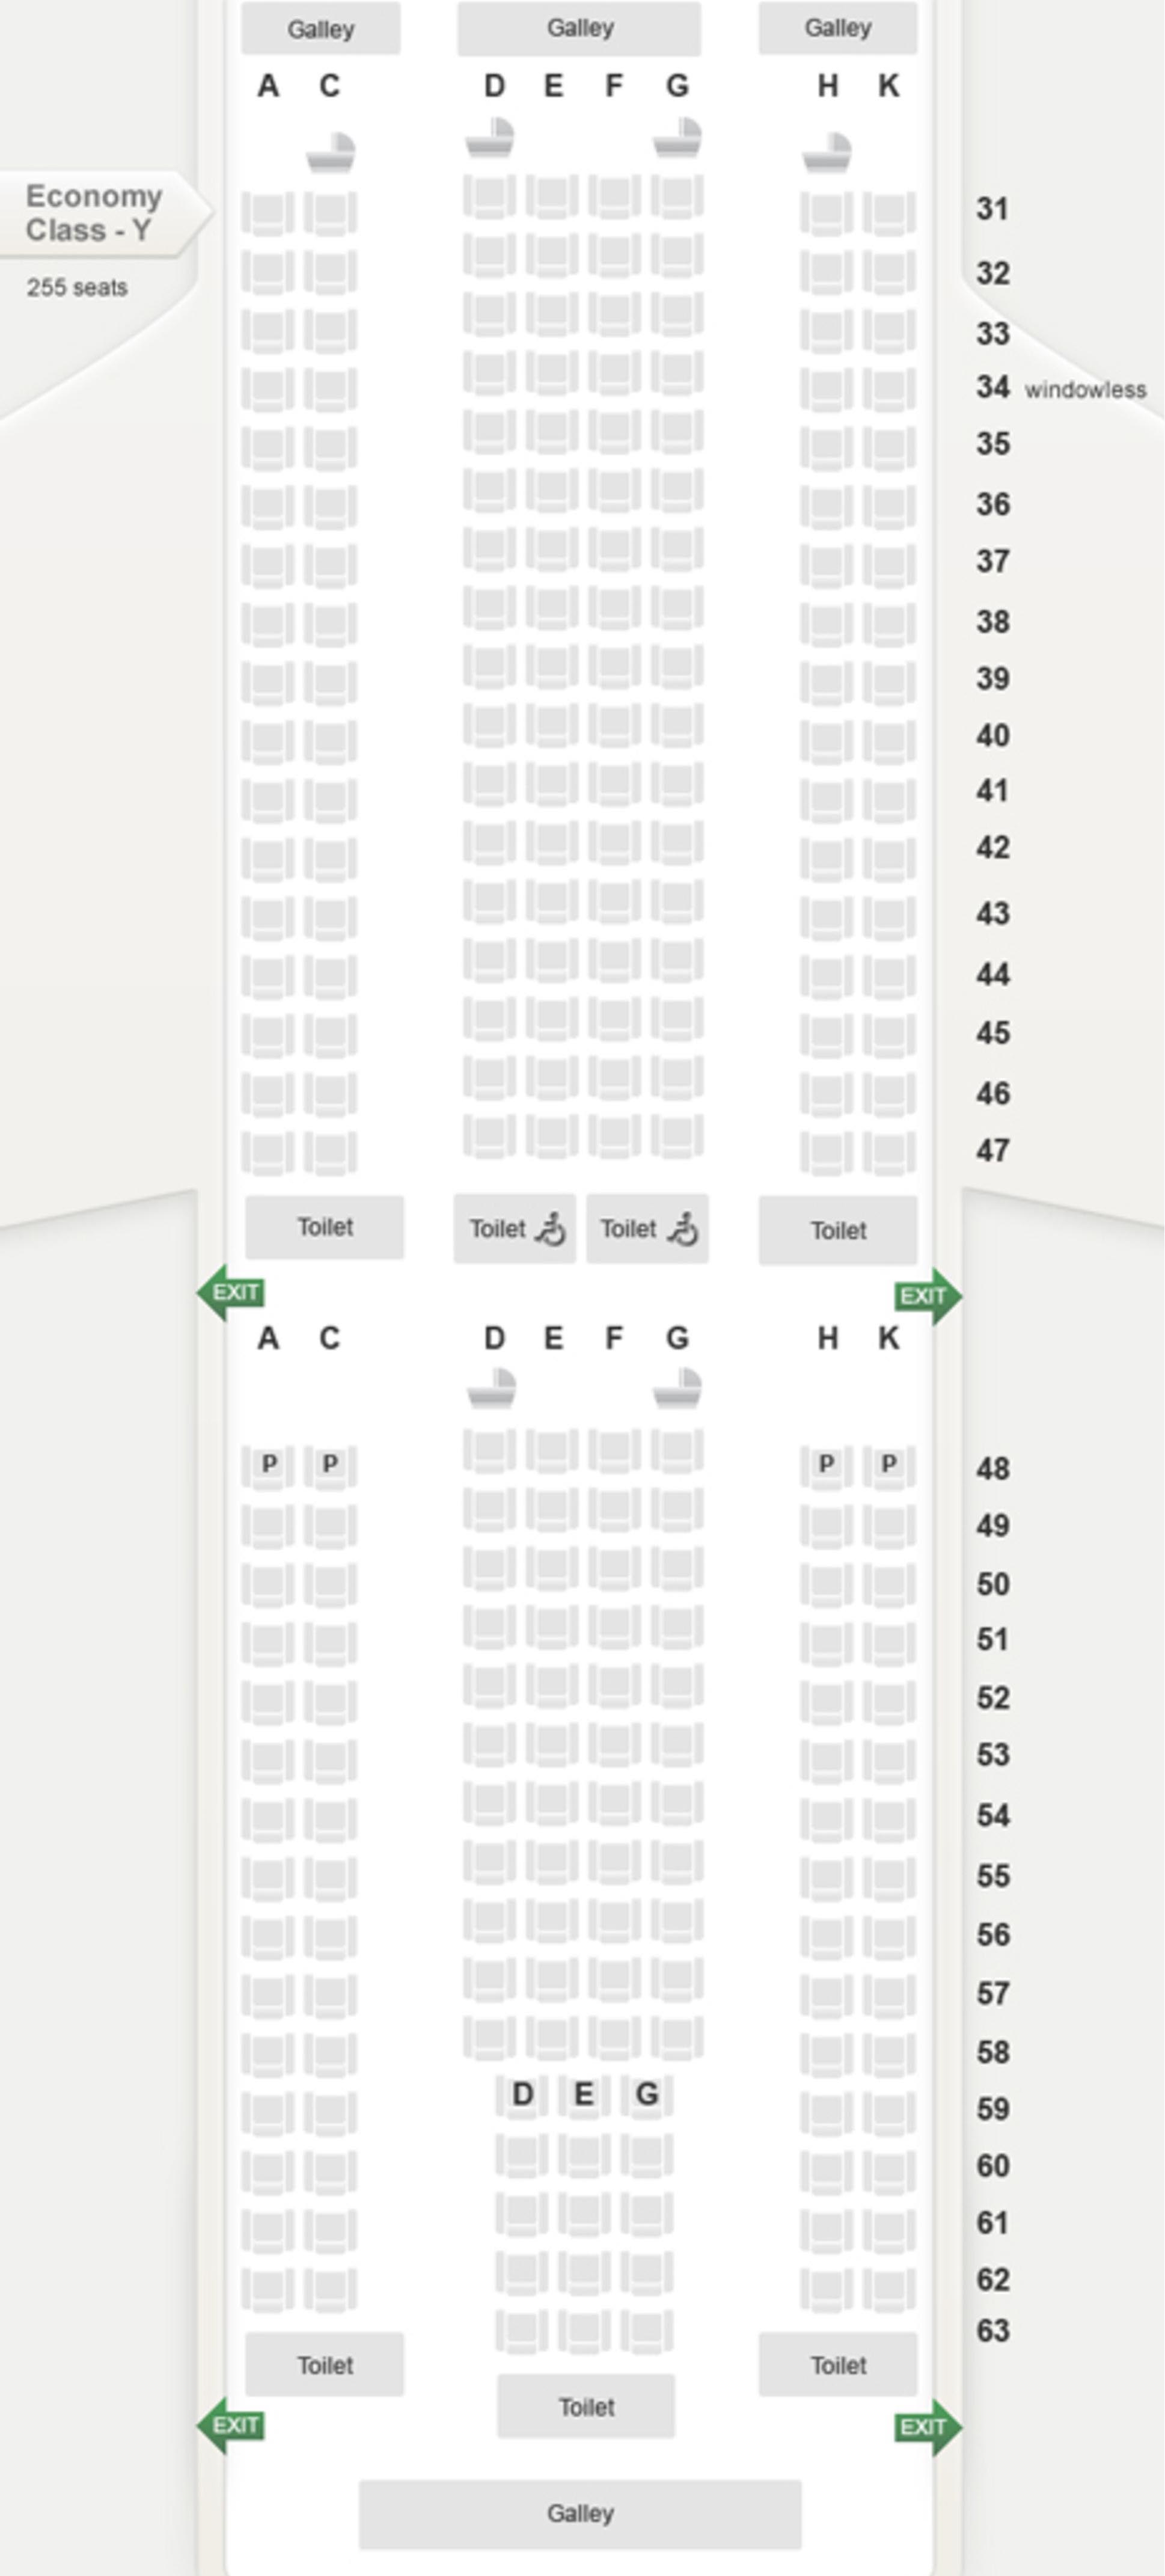 Galley Galley Galley
A C D E F G H K
Economy
Class - Y
255 seats
31
32
33
34 windowless
35
36
37
38
39
40
41
42
43
44
45
46
47
Toilet Toilet Toilet Toilet
EXIT EXIT
A C D E F G H K
P P P P 48
49
50
51
52
53
54
55
56
57
58
D E G 59
60
61
62
63
Toilet Toilet
Toilet
EXIT EXIT
Galley